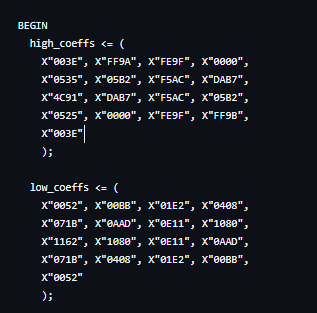 BEGIN
high_coeffs <= (
X"003E", X"FF9A", X"FE9F", X"0000",
X"0535", X"05B2", X"F5AC", X"DAB7",
X"4C91", X"DAB7", X"F5AC", X"05B2",
X"0525", X"0000", X"FE9F", X"FF9B",
X"003E"
);
low_coeffs <= (
X"0052", X"00BB", X"01E2", X"0408",
X"071B", X"0AAD", X"0E11", X"1080",
X"1162", X"1080", X"0E11", X"0AAD",
X"071B", X"0408", X"01E2", X"00BB",
X"0052"
);